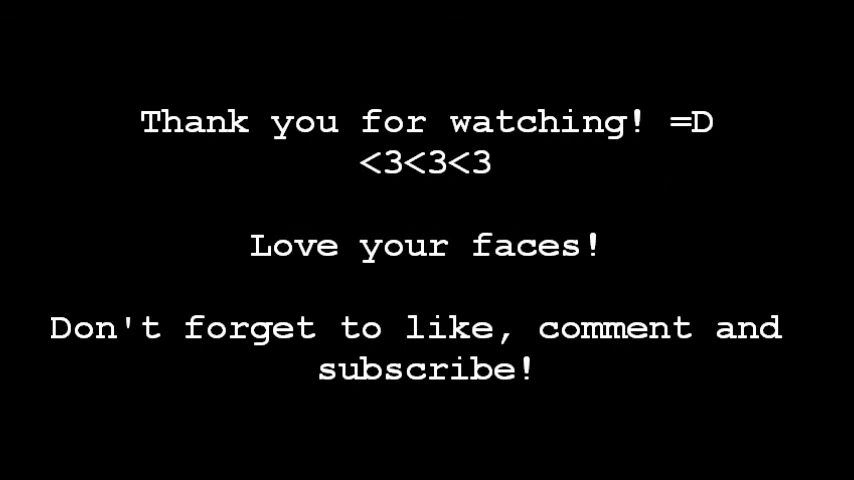 Thank you for watching! =D
<3<3<3
Love your faces!
Don't forget to like, comment and
subscribe!